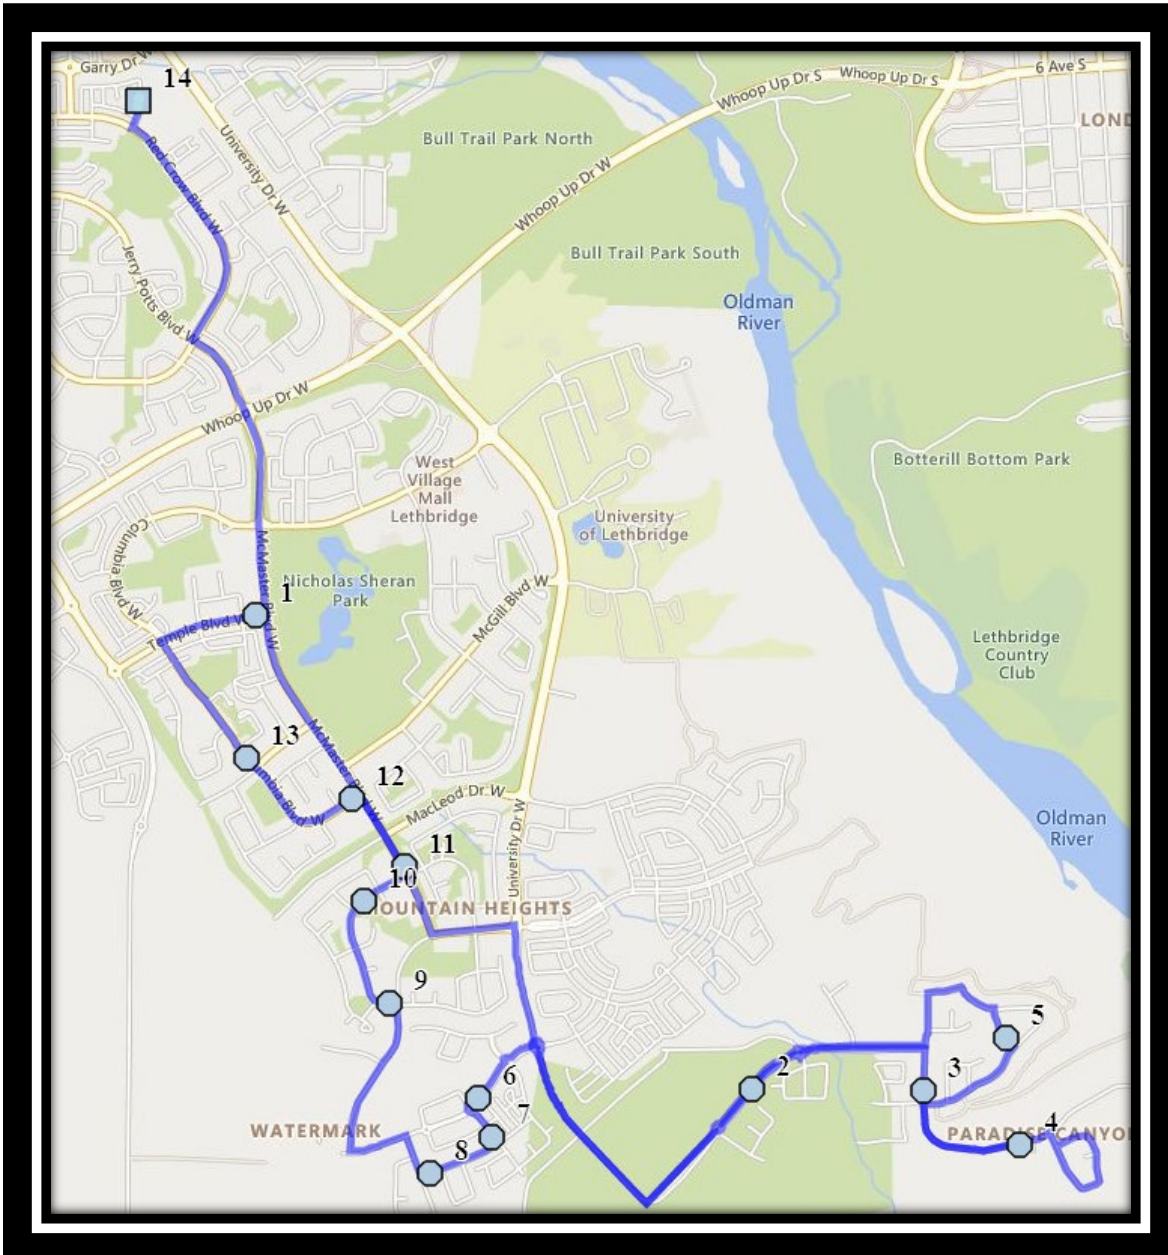 Garry Dr W
14
Whoop Up Dr S
Whoop Up Dr S
6 Ave S
LOND
Red Crow Blvd W
University Dr W
Bull Trail Park North
Whoop Up Dr W
Jerry Potts Blvd W
Bull Trail Park South
Oldman
River
Whoop Up Dr W
West
Village
Mall
Lethbridge
Botterill Bottom Park
University
of Lethbridge
Columbia Blvd W
McMaster Blvd W
Nicholas Sheran
Park
1
McGill Blvd W
Temple Blvd W
Lethbridge
Country
Club
13
McMaster Blvd W
12
umbia Blvd W
MacLeod Dr W
Oldman
River
11
University Dr W
10
MOUNTAIN HEIGHTS
9
5
2
3
6
7
4
WATERMARK
8
PARADISE CANYO